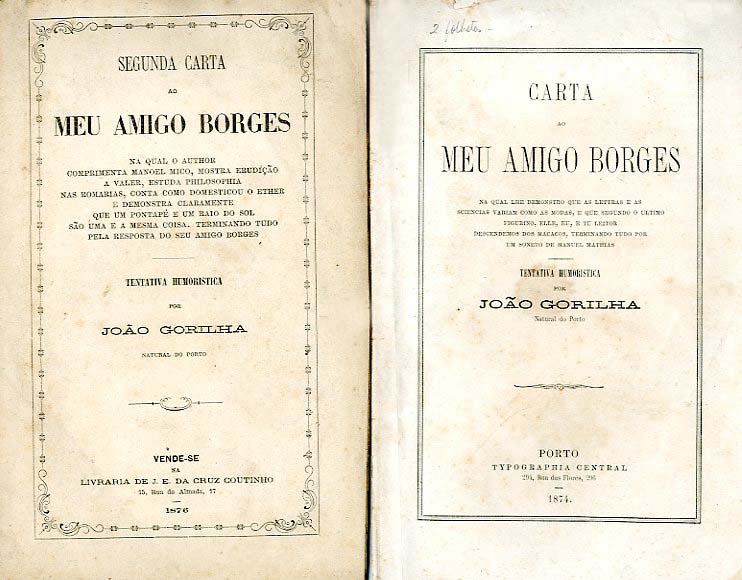 SEGUNDA CARTA
AO
MEU AMIGO BORGES
NA QUAL O AUTHOR
COMPRIMENTA MANOEL MICO, MOSTRA ERUDIÇÃO
A VALER, ESTUDA PHILOSOPHIA
NAS ROMARIAS, CONTA COMO DOMESTICOU O ETHER
E DEMONSTRA CLARAMENTE
QUE UM PONTAPÉ E UM RAIO DO SOL
SÃO UMA E A MESMA COISA. TERMINANDO TUDO
PELA RESPOSTA DO SEU AMIGO BORGES
TENTATIVA HUMORISTICA
POR
JOÃO GORILHA
NATURAL DO PORTO
VENDE-SE
NA
LIVRARIA DE J. E. DA CRUZ COUTINHO
15, Rua do Almada, 17
1876
2 folhetos
CARTA
AO
MEU AMIGO BORGES
NA QUAL LHE DEMONSTRO QUE AS LETTRAS E AS
SCIENCIAS VARIAM COMO AS MODAS, E QUE SEGUNDO O ULTIMO
FIGURINO, ELLE, EU, E TU LEITOR
DESCENDEMOS DOS MACACOS, TERMINANDO TUDO POR
UM SONETO DE MANUEL MATHIAS
TENTATIVA HUMORISTICA
POR
JOÃO GORILHA
Natural do Porto
PORTO
TYPOGRAPHIA CENTRAL
294, Rua das Flores, 296
1874.